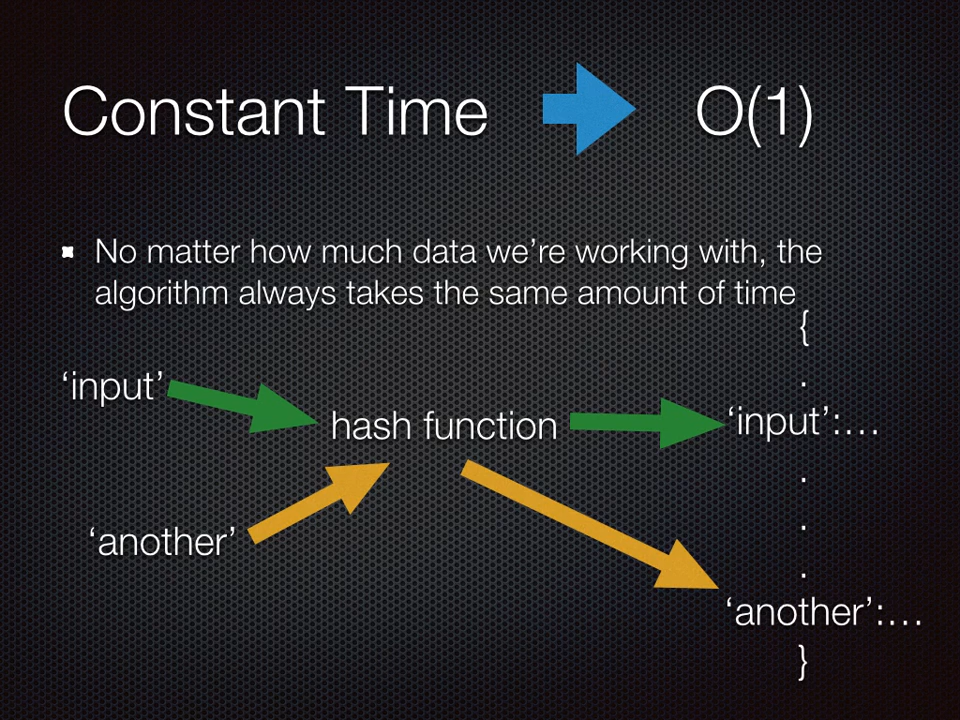 Constant Time O(1)
No matter how much data we’re working with, the
algorithm always takes the same amount of time
{
.
‘input’
hash function
‘input’:…
.
.
.
‘another’
‘another’:…
}